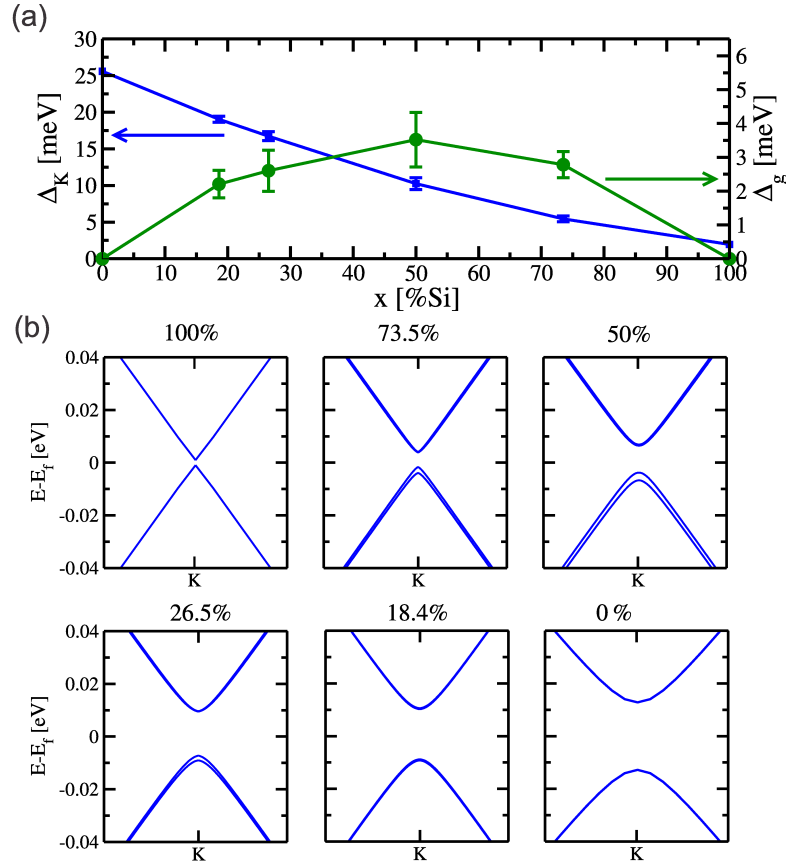 (a)
30
25
20
15
10
5
0
Δ_K [meV]
6
5
4
3
2
1
0
Δ_g [meV]
0 10 20 30 40 50 60 70 80 90 100
x [%Si]
(b)
100% 73.5% 50%
0.04
0.02
0
-0.02
-0.04
E-E_f [eV]
K K K
26.5% 18.4% 0 %
0.04
0.02
0
-0.02
-0.04
E-E_f [eV]
K K K